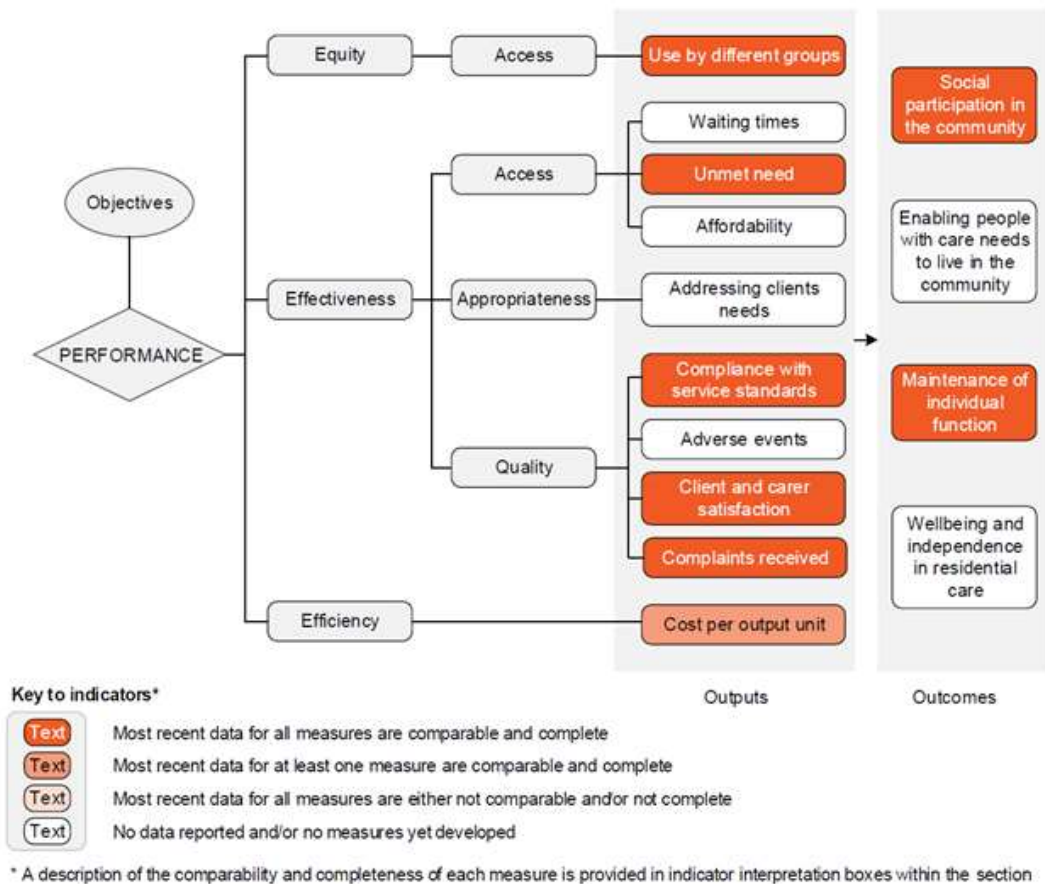 Objectives
PERFORMANCE
Equity
Access
Use by different groups
Effectiveness
Access
Waiting times
Unmet need
Affordability
Appropriateness
Addressing clients
needs
Quality
Compliance with
service standards
Adverse events
Client and carer
satisfaction
Complaints received
Efficiency
Cost per output unit
Outputs
Social
participation in
the community
Enabling people
with care needs
to live in the
community
Maintenance of
individual
function
Wellbeing and
independence
in residential
care
Outcomes
Key to indicators*
Text Most recent data for all measures are comparable and complete
Text Most recent data for at least one measure are comparable and complete
Text Most recent data for all measures are either not comparable and/or not complete
Text No data reported and/or no measures yet developed
* A description of the comparability and completeness of each measure is provided in indicator interpretation boxes within the section